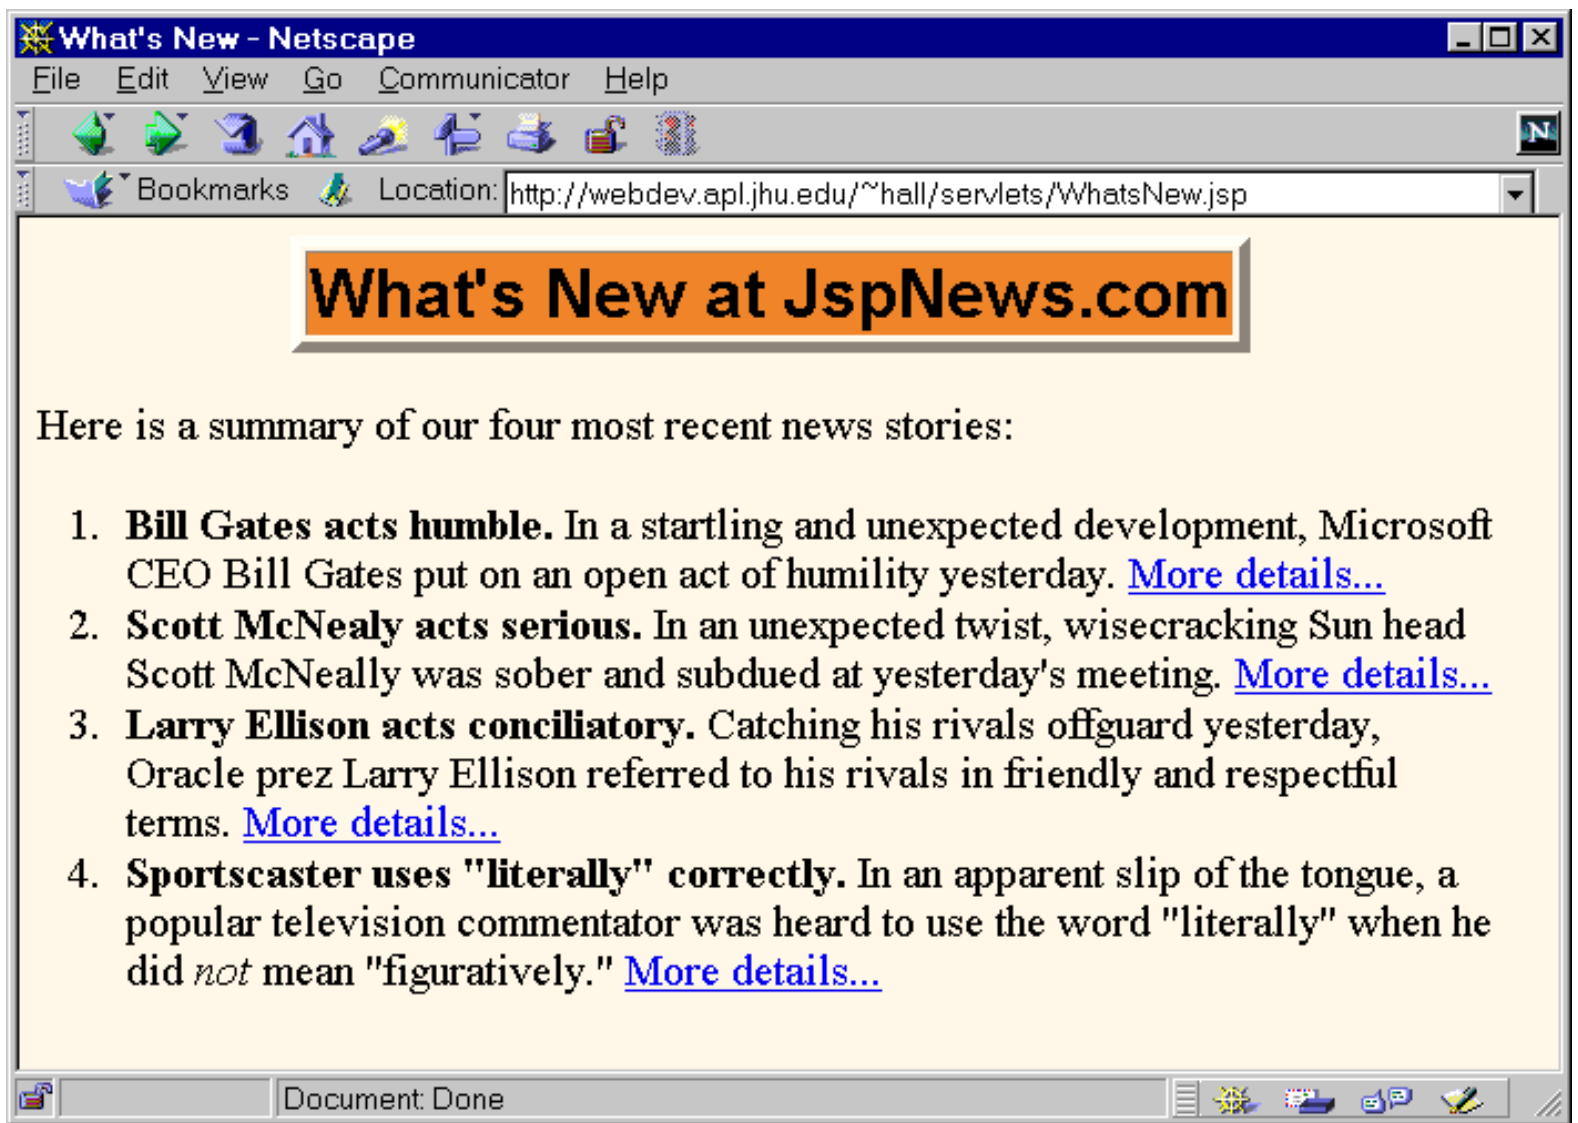 What's New - Netscape
File Edit View Go Communicator Help
N
Bookmarks Location: http://webdev.apl.jhu.edu/~hall/servlets/WhatsNew.jsp
What's New at JspNews.com
Here is a summary of our four most recent news stories:
1. Bill Gates acts humble. In a startling and unexpected development, Microsoft
CEO Bill Gates put on an open act of humility yesterday. More details...
2. Scott McNealy acts serious. In an unexpected twist, wisecracking Sun head
Scott McNeally was sober and subdued at yesterday's meeting. More details...
3. Larry Ellison acts conciliatory. Catching his rivals offguard yesterday,
Oracle prez Larry Ellison referred to his rivals in friendly and respectful
terms. More details...
4. Sportscaster uses "literally" correctly. In an apparent slip of the tongue, a
popular television commentator was heard to use the word "literally" when he
did not mean "figuratively." More details...
Document: Done